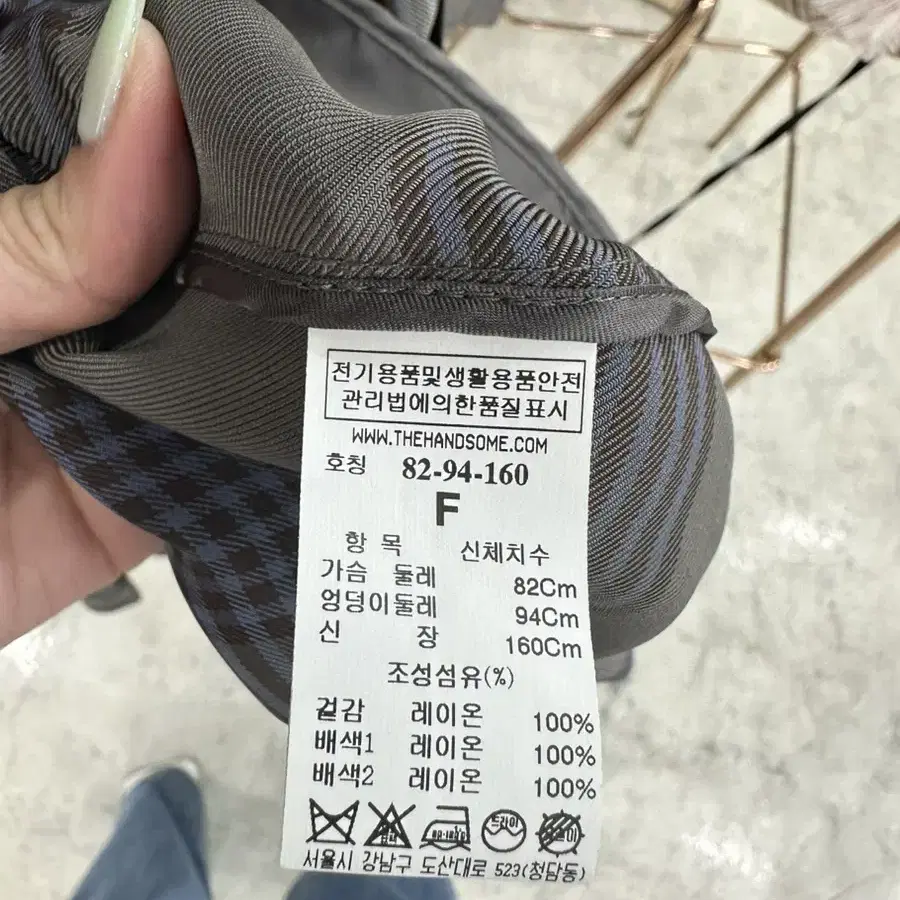 전기용품및생활용품안전
관리법에의한품질표시
WWW.THEHANDSOME.COM
호칭 82-94-160
F
항 목 신체치수
가슴 둘레 82Cm
엉덩이둘레 94Cm
신 장 160Cm
조성섬유(%)
겉감 레이온 100%
배색1 레이온 100%
배색2 레이온 100%
드라이
서울시 강남구 도산대로 523(청담동)